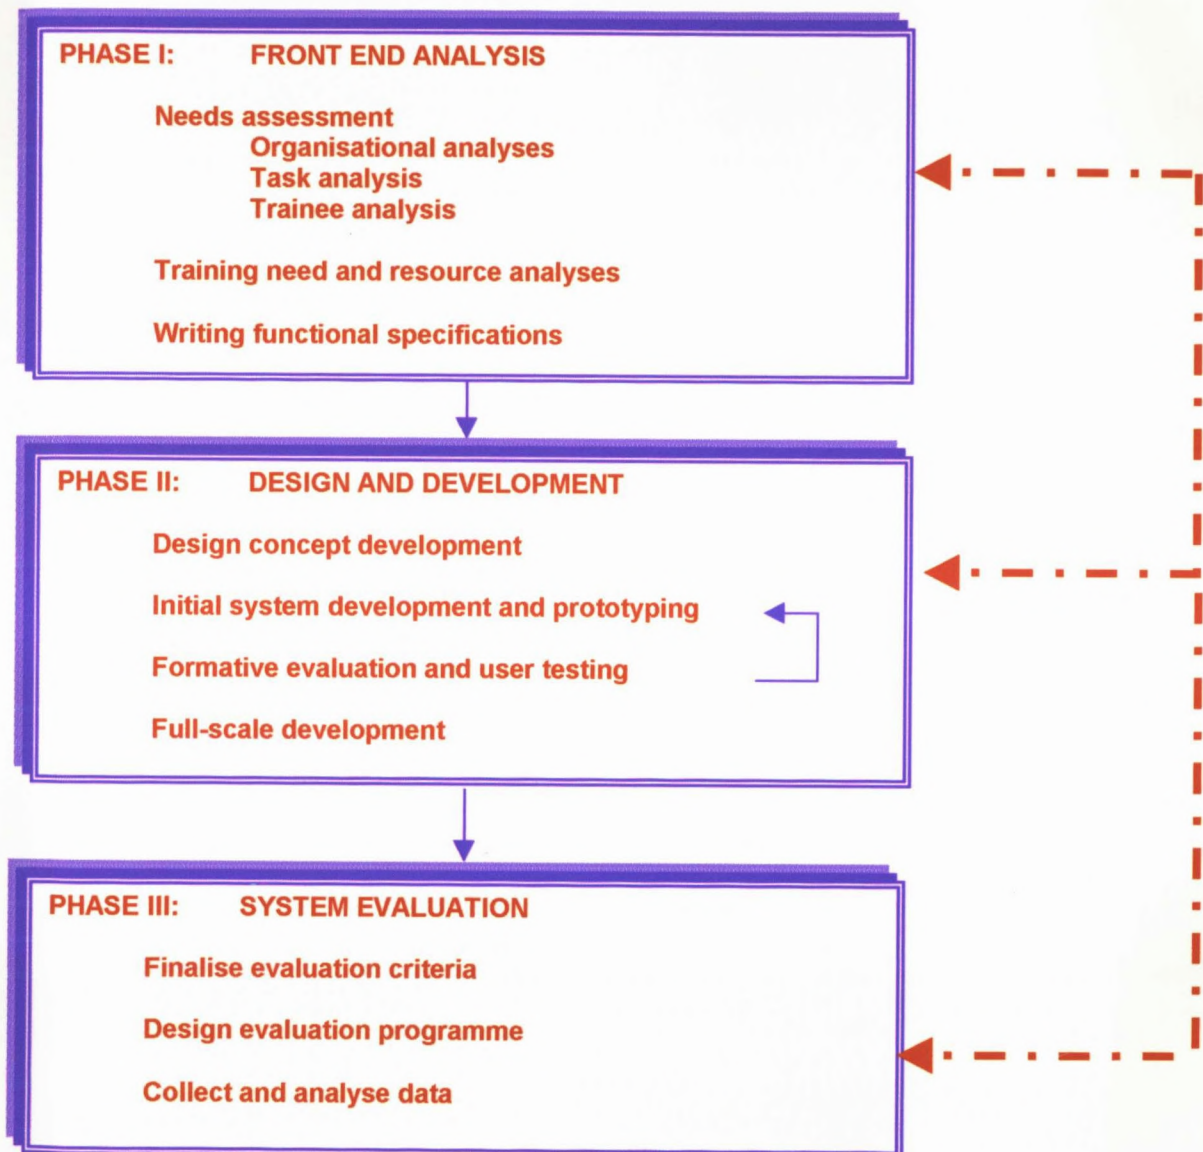 PHASE I: FRONT END ANALYSIS
Needs assessment
Organisational analyses
Task analysis
Trainee analysis
Training need and resource analyses
Writing functional specifications
PHASE II: DESIGN AND DEVELOPMENT
Design concept development
Initial system development and prototyping
Formative evaluation and user testing
Full-scale development
PHASE III: SYSTEM EVALUATION
Finalise evaluation criteria
Design evaluation programme
Collect and analyse data